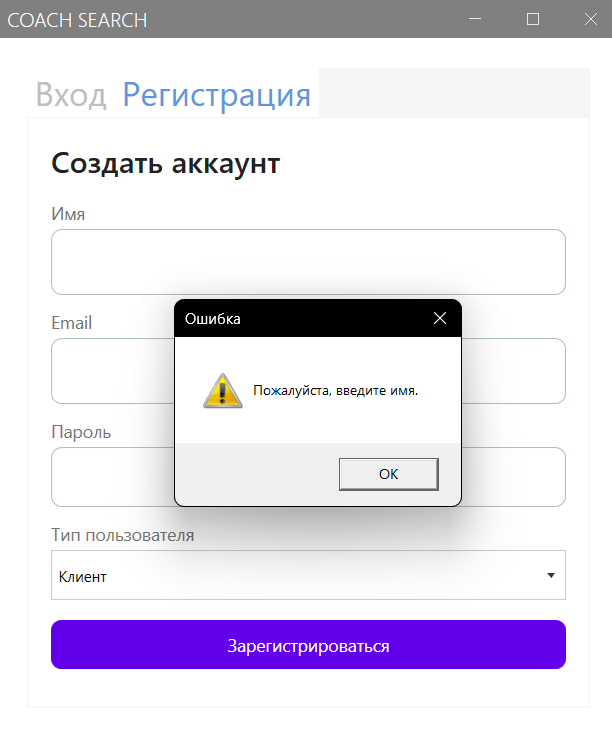 COACH SEARCH
Вход Регистрация
Создать аккаунт
Имя
Email
Ошибка
Пожалуйста, введите имя.
Пароль
OK
Тип пользователя
Клиент
Зарегистрироваться